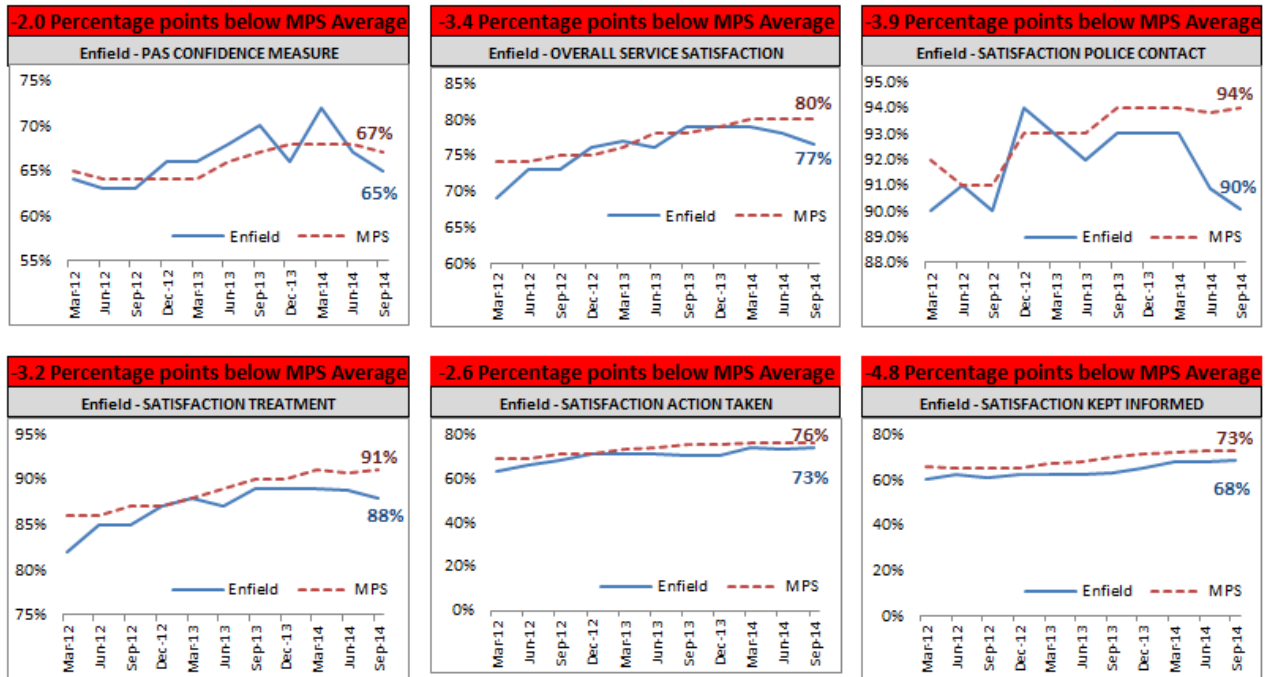 -2.0 Percentage points below MPS Average
Enfield - PAS CONFIDENCE MEASURE
75%
70%
65%
60%
55%
67%
65%
Enfield MPS
Mar-12 Jun-12 Sep-12 Dec-12 Mar-13 Jun-13 Sep-13 Dec-13 Mar-14 Jun-14 Sep-14
-3.4 Percentage points below MPS Average
Enfield - OVERALL SERVICE SATISFACTION
85%
80%
75%
70%
65%
60%
80%
77%
Enfield MPS
Mar-12 Jun-12 Sep-12 Dec-12 Mar-13 Jun-13 Sep-13 Dec-13 Mar-14 Jun-14 Sep-14
-3.9 Percentage points below MPS Average
Enfield - SATISFACTION POLICE CONTACT
95.0%
94.0%
93.0%
92.0%
91.0%
90.0%
89.0%
88.0%
94%
90%
Enfield MPS
Mar-12 Jun-12 Sep-12 Dec-12 Mar-13 Jun-13 Sep-13 Dec-13 Mar-14 Jun-14 Sep-14
-3.2 Percentage points below MPS Average
Enfield - SATISFACTION TREATMENT
95%
90%
85%
80%
75%
91%
88%
Enfield MPS
Mar-12 Jun-12 Sep-12 Dec-12 Mar-13 Jun-13 Sep-13 Dec-13 Mar-14 Jun-14 Sep-14
-2.6 Percentage points below MPS Average
Enfield - SATISFACTION ACTION TAKEN
80%
60%
40%
20%
0%
76%
73%
Enfield MPS
Mar-12 Jun-12 Sep-12 Dec-12 Mar-13 Jun-13 Sep-13 Dec-13 Mar-14 Jun-14 Sep-14
-4.8 Percentage points below MPS Average
Enfield - SATISFACTION KEPT INFORMED
80%
60%
40%
20%
0%
73%
68%
Enfield MPS
Mar-12 Jun-12 Sep-12 Dec-12 Mar-13 Jun-13 Sep-13 Dec-13 Mar-14 Jun-14 Sep-14